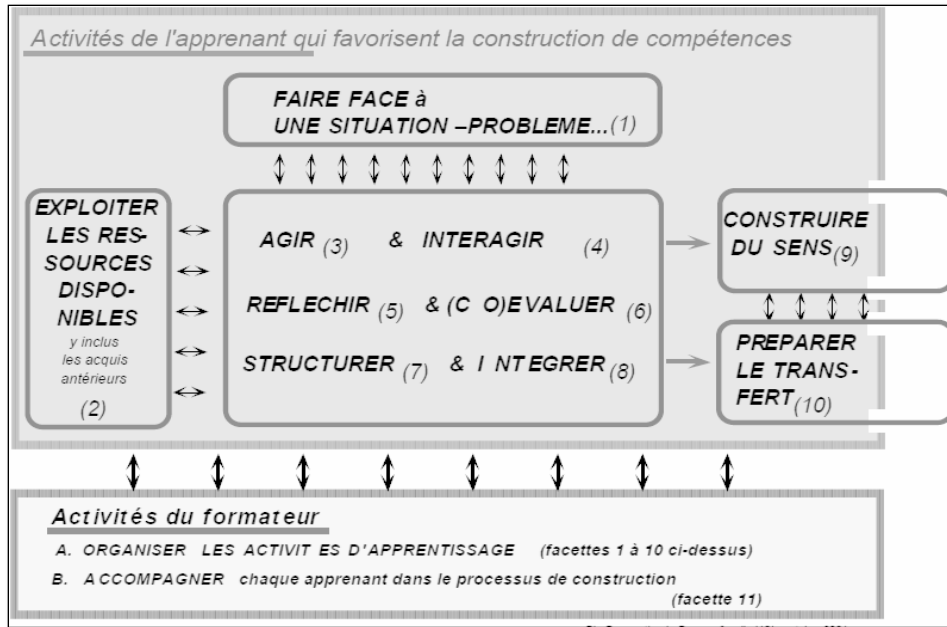 Activités de l'apprenant qui favorisent la construction de compétences
FAIRE FACE à
UNE SITUATION –PROBLEME... (1)
EXPLOITER
LES RES-
SOURCES
DISPO-
NIBLES
y inclus
les acquis
antérieurs
(2)
AGIR (3) & INTERAGIR (4)
REFLECHIR (5) & (C O)EVALUER (6)
STRUCTURER (7) & I NTEGRER (8)
CONSTRUIRE
DU SENS (9)
PREPARER
LE TRANS-
FERT (10)
Activités du formateur
A. ORGANISER LES ACTIVIT ES D'APPRENTISSAGE (facettes 1 à 10 ci-dessus)
B. ACCOMPAGNER chaque apprenant dans le processus de construction
(facette 11)